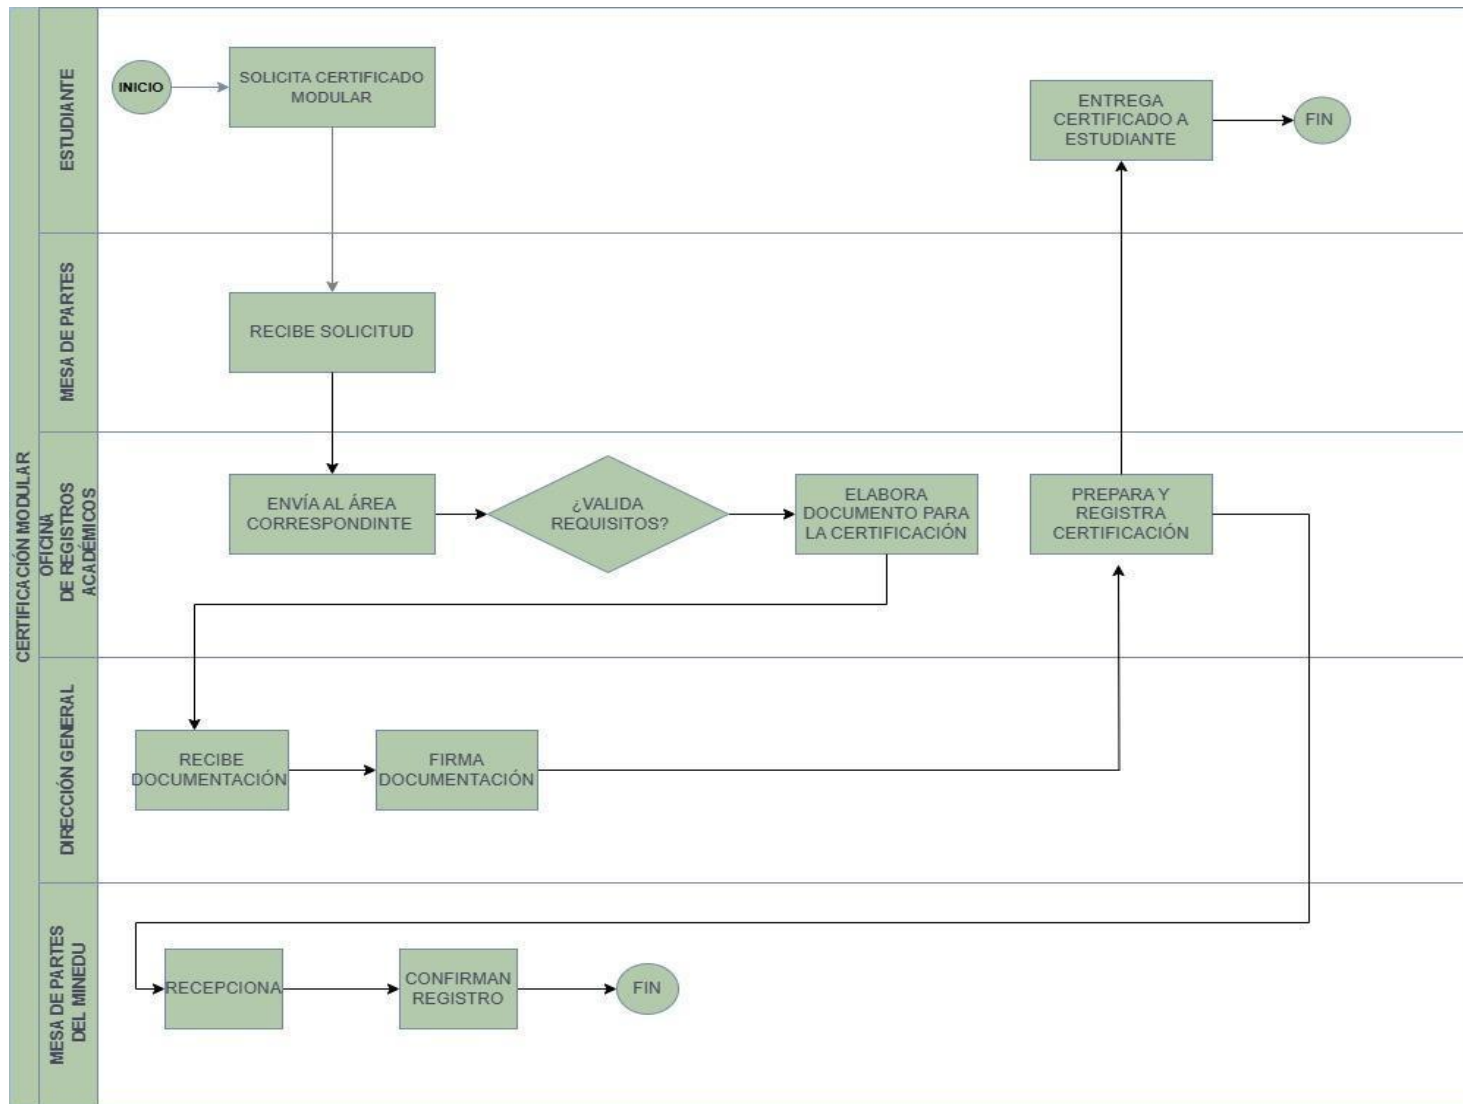 CERTIFICACIÓN MODULAR
ESTUDIANTE
INICIO
SOLICITA CERTIFICADO
MODULAR
ENTREGA
CERTIFICADO A
ESTUDIANTE
FIN
MESA DE PARTES
RECIBE SOLICITUD
OFICINA
DE REGISTROS
ACADÉMICOS
ENVÍA AL ÁREA
CORRESPONDINTE
¿VALIDA
REQUISITOS?
ELABORA
DOCUMENTO PARA
LA CERTIFICACIÓN
PREPARA Y
REGISTRA
CERTIFICACIÓN
DIRECCIÓN GENERAL
RECIBE
DOCUMENTACIÓN
FIRMA
DOCUMENTACIÓN
MESA DE PARTES
DEL MINEDU
RECEPCIONA
CONFIRMAN
REGISTRO
FIN